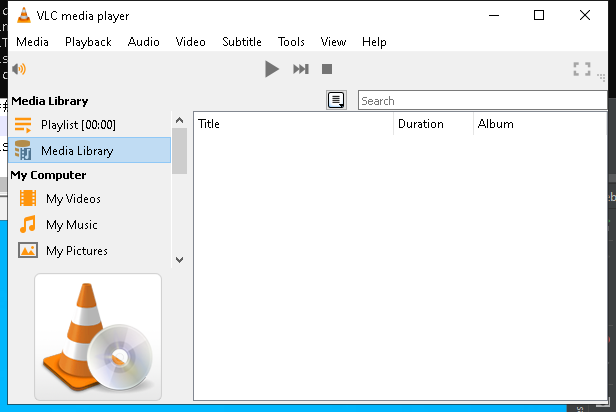 VLC media player
Media Playback Audio Video Subtitle Tools View Help
Media Library
Search
Playlist [00:00]
Title Duration Album
Media Library
My Computer
My Videos
My Music
My Pictures